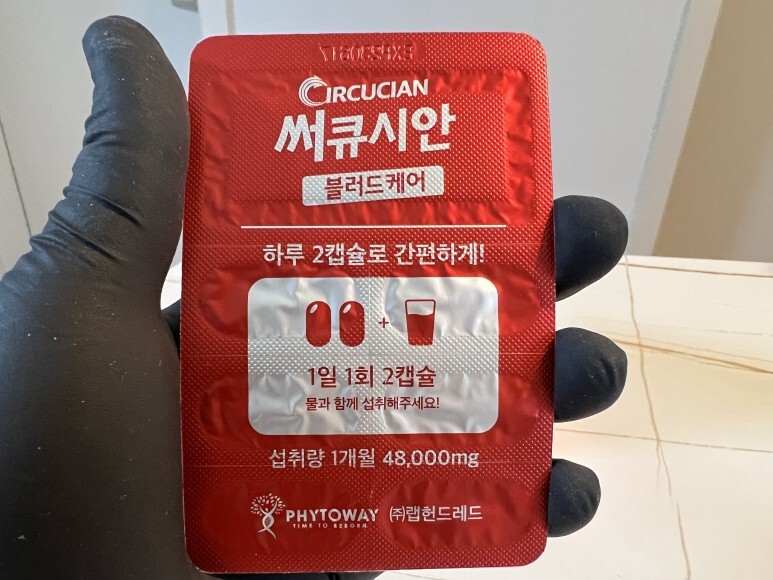 CIRCUCIAN
써큐시안
블러드케어
하루 2캡슐로 간편하게!
+
1일 1회 2캡슐
물과 함께 섭취해주세요!
섭취량 1개월 48,000mg
PHYTOWAY
TIME TO REBORN
㈜랩헌드레드